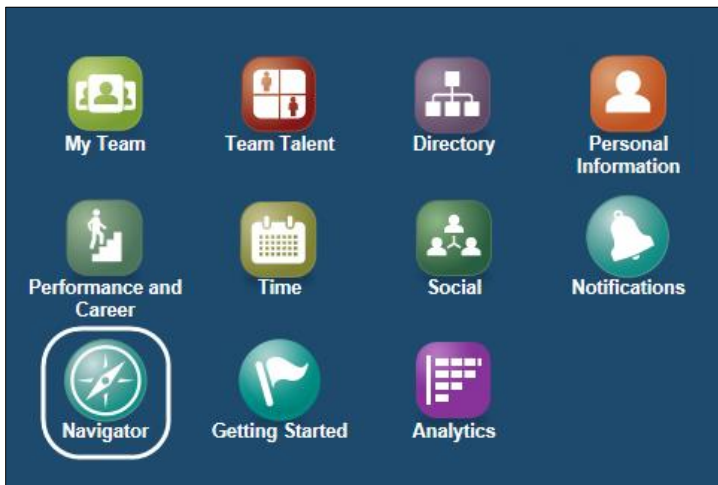 My Team
Team Talent
Directory
Personal
Information
Performance and
Career
Time
Social
Notifications
Navigator
Getting Started
Analytics